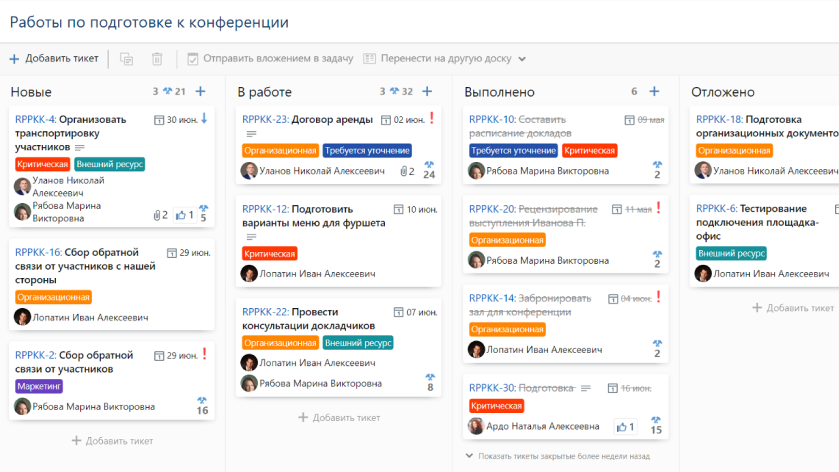 Работы по подготовке к конференции
Добавить тикет
Отправить вложением в задачу
Перенести на другую доску
Новые 3 21
RPPKK-4: Организовать 30 июн.
транспортировку
участников
Критическая Внешний ресурс
Уланов Николай
Алексеевич
Рябова Марина
Викторовна 2 1 5
RPPKK-16: Сбор обратной 29 июн.
связи от участников с нашей
стороны
Организационная
Лопатин Иван Алексеевич
RPPKK-2: Сбор обратной 29 июн.
связи от участников
Маркетинг
Рябова Марина Викторовна 16
Добавить тикет
В работе 3 32
RPPKK-23: Договор аренды 02 июн.
Организационная Требуется уточнение
Уланов Николай Алексеевич 2 24
RPPKK-12: Подготовить 10 июн.
варианты меню для фуршета
Критическая
Лопатин Иван Алексеевич
RPPKK-22: Провести 07 июн.
консультации докладчиков
Организационная Внешний ресурс
Лопатин Иван Алексеевич
Рябова Марина Викторовна 8
Добавить тикет
Выполнено 6
RPPKK-10: Составить 09 мая
расписание докладов
Требуется уточнение Критическая
Рябова Марина Викторовна 2
RPPKK-20: Рецензирование 11 мая
выступления Иванова П.
Организационная
Рябова Марина Викторовна 2
RPPKK-14: Забронировать 04 июн.
зал для конференции
Организационная
Лопатин Иван Алексеевич 2
RPPKK-30: Подготовка 16 июн.
Критическая
Ардо Наталья Алексеевна 1 15
Показать тикеты закрытые более недели назад
Отложено
RPPKK-18: Подготовка
организационных документо
Организационная
Уланов Николай Алексеевич
RPPKK-6: Тестирование
подключения площадка-
офис
Внешний ресурс
Лопатин Иван Алексеевич
Добавить тикет